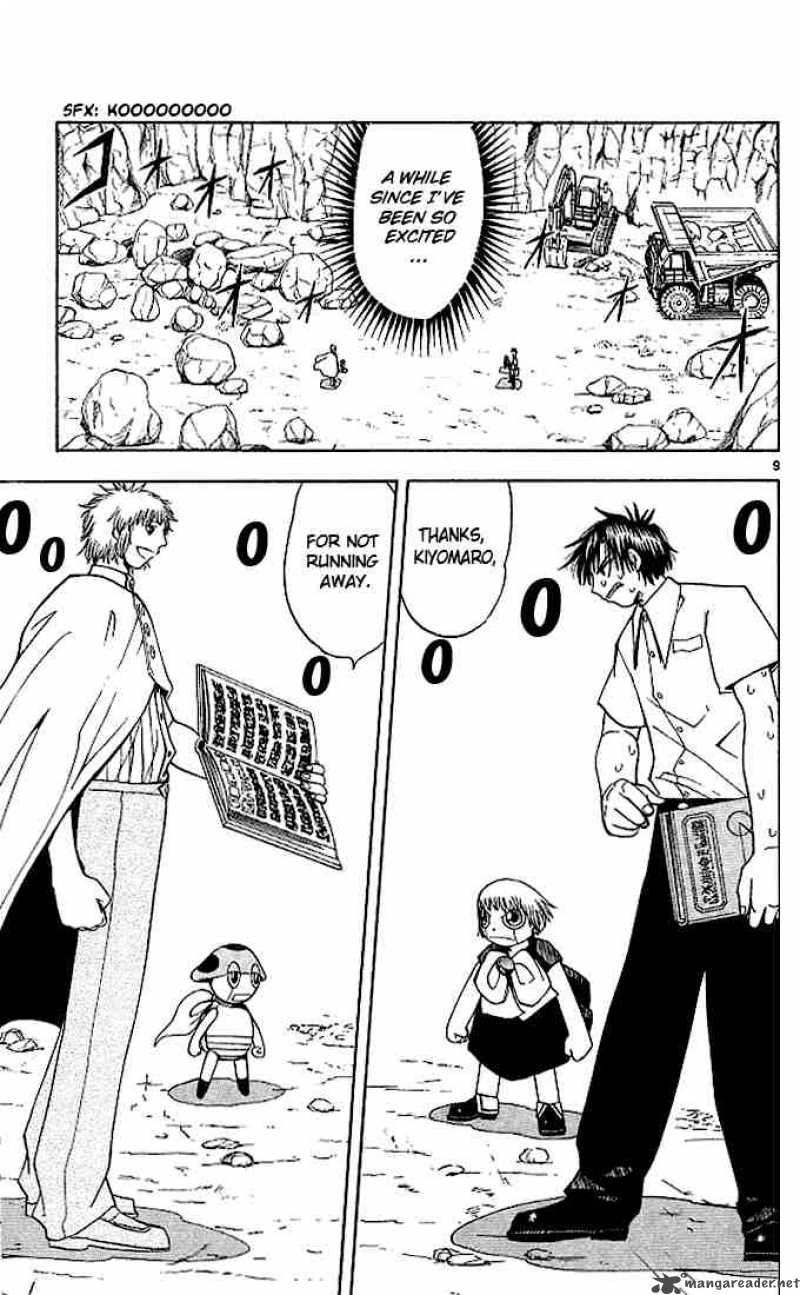 SFX: KOOOOOOOOO
A WHILE
SINCE I'VE
BEEN SO
EXCITED
...
9
THANKS,
KIYOMARO,
FOR NOT
RUNNING
AWAY.
mangareader.net